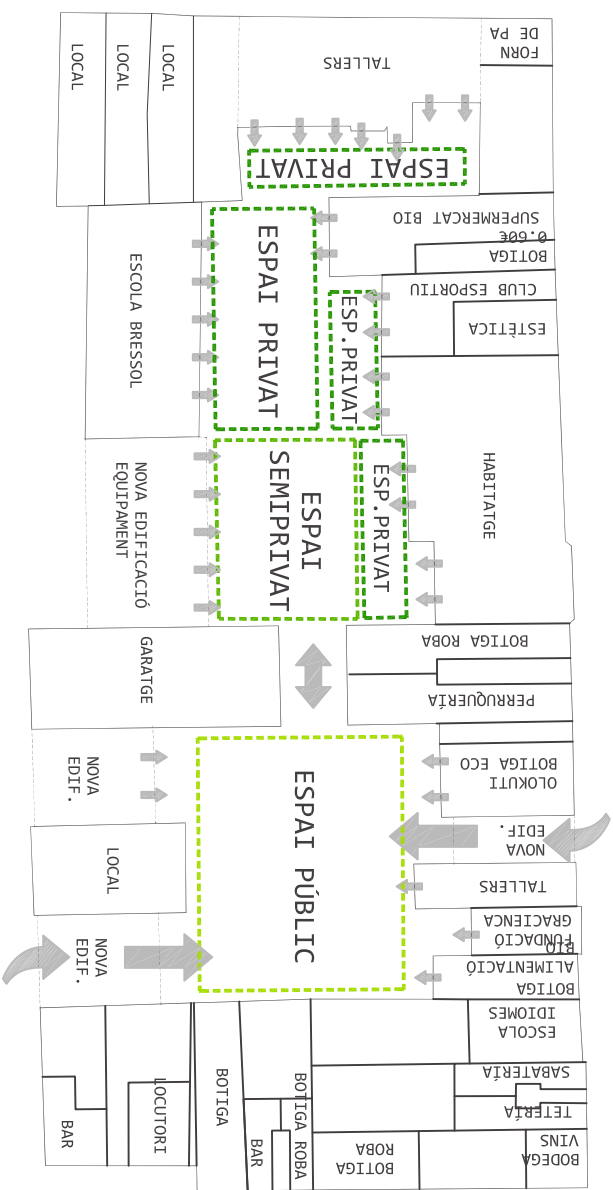 LOCAL
LOCAL
LOCAL
TALLERS
FORN
DE PA
ESPAI PRIVAT
SUPERMERCAT BIO
0.60€
BOTIGA
CLUB ESPORTIU
ESTÈTICA
ESCOLA BRESSOL
ESPAI PRIVAT
ESP.PRIVAT
NOVA EDIFICACIÓ
EQUIPAMENT
ESPAI
SEMIPRIVAT
ESP.PRIVAT
HABITATGE
GARATGE
BOTIGA ROBA
PERRUQUERÍA
NOVA
EDIF.
ESPAI PÚBLIC
OLOKUTI
BOTIGA ECO
NOVA
EDIF.
LOCAL
TALLERS
FUNDACIÓ
GRACIENCA
NOVA
EDIF.
BOTIGA
ALIMENTACIÓ
BIO
ESCOLA
IDIOMES
SABATERÍA
TETERÍA
BODEGA
VINS
BAR
LOCUTORI
BOTIGA
BAR
BOTIGA ROBA
BOTIGA
ROBA